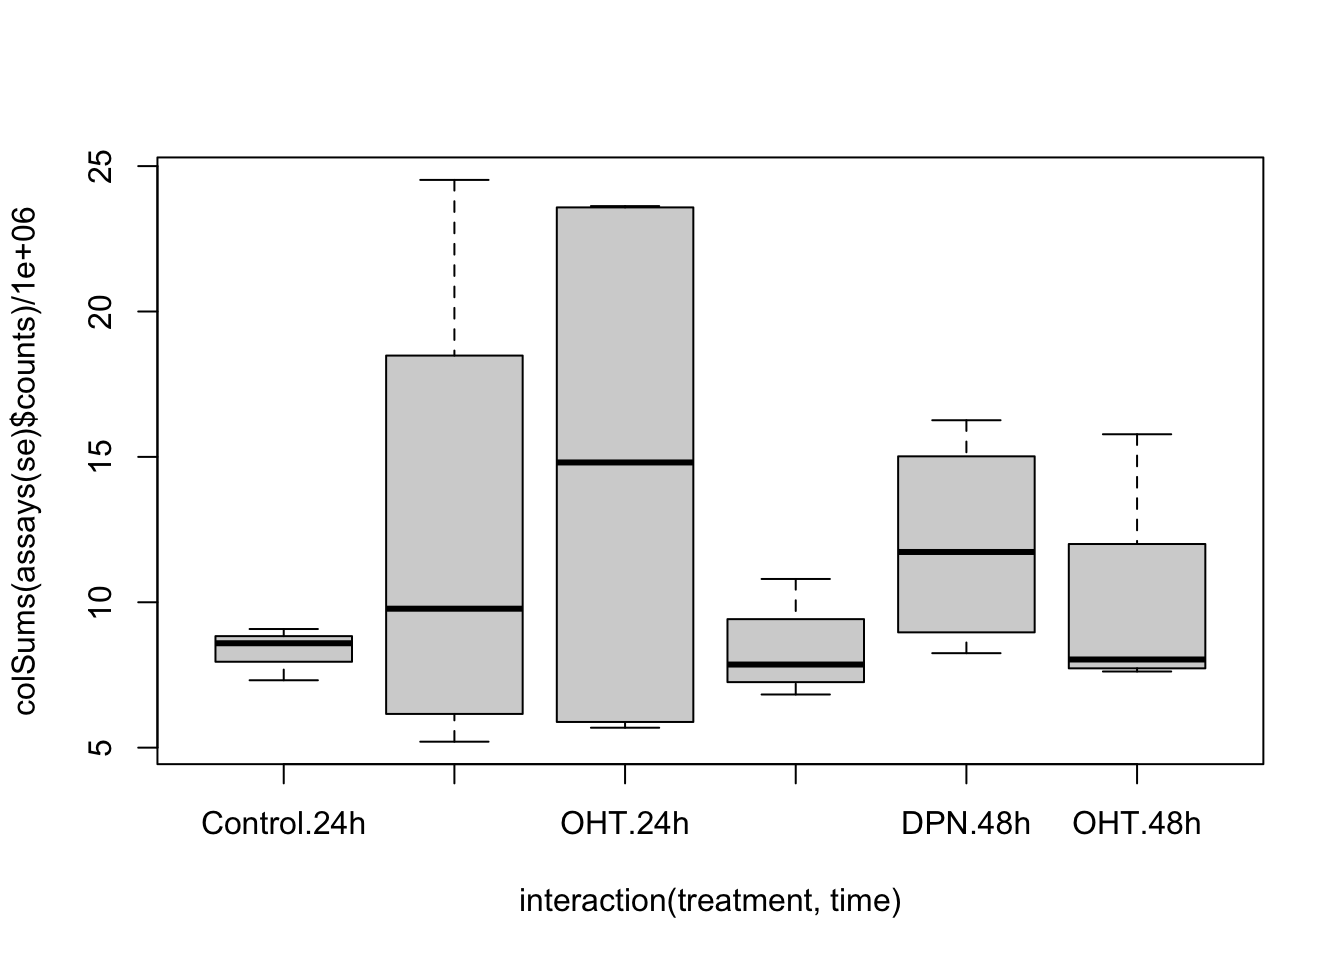 colSums(assays(se)$counts)/1e+06
25
20
15
10
5
Control.24h OHT.24h DPN.48h OHT.48h
interaction(treatment, time)